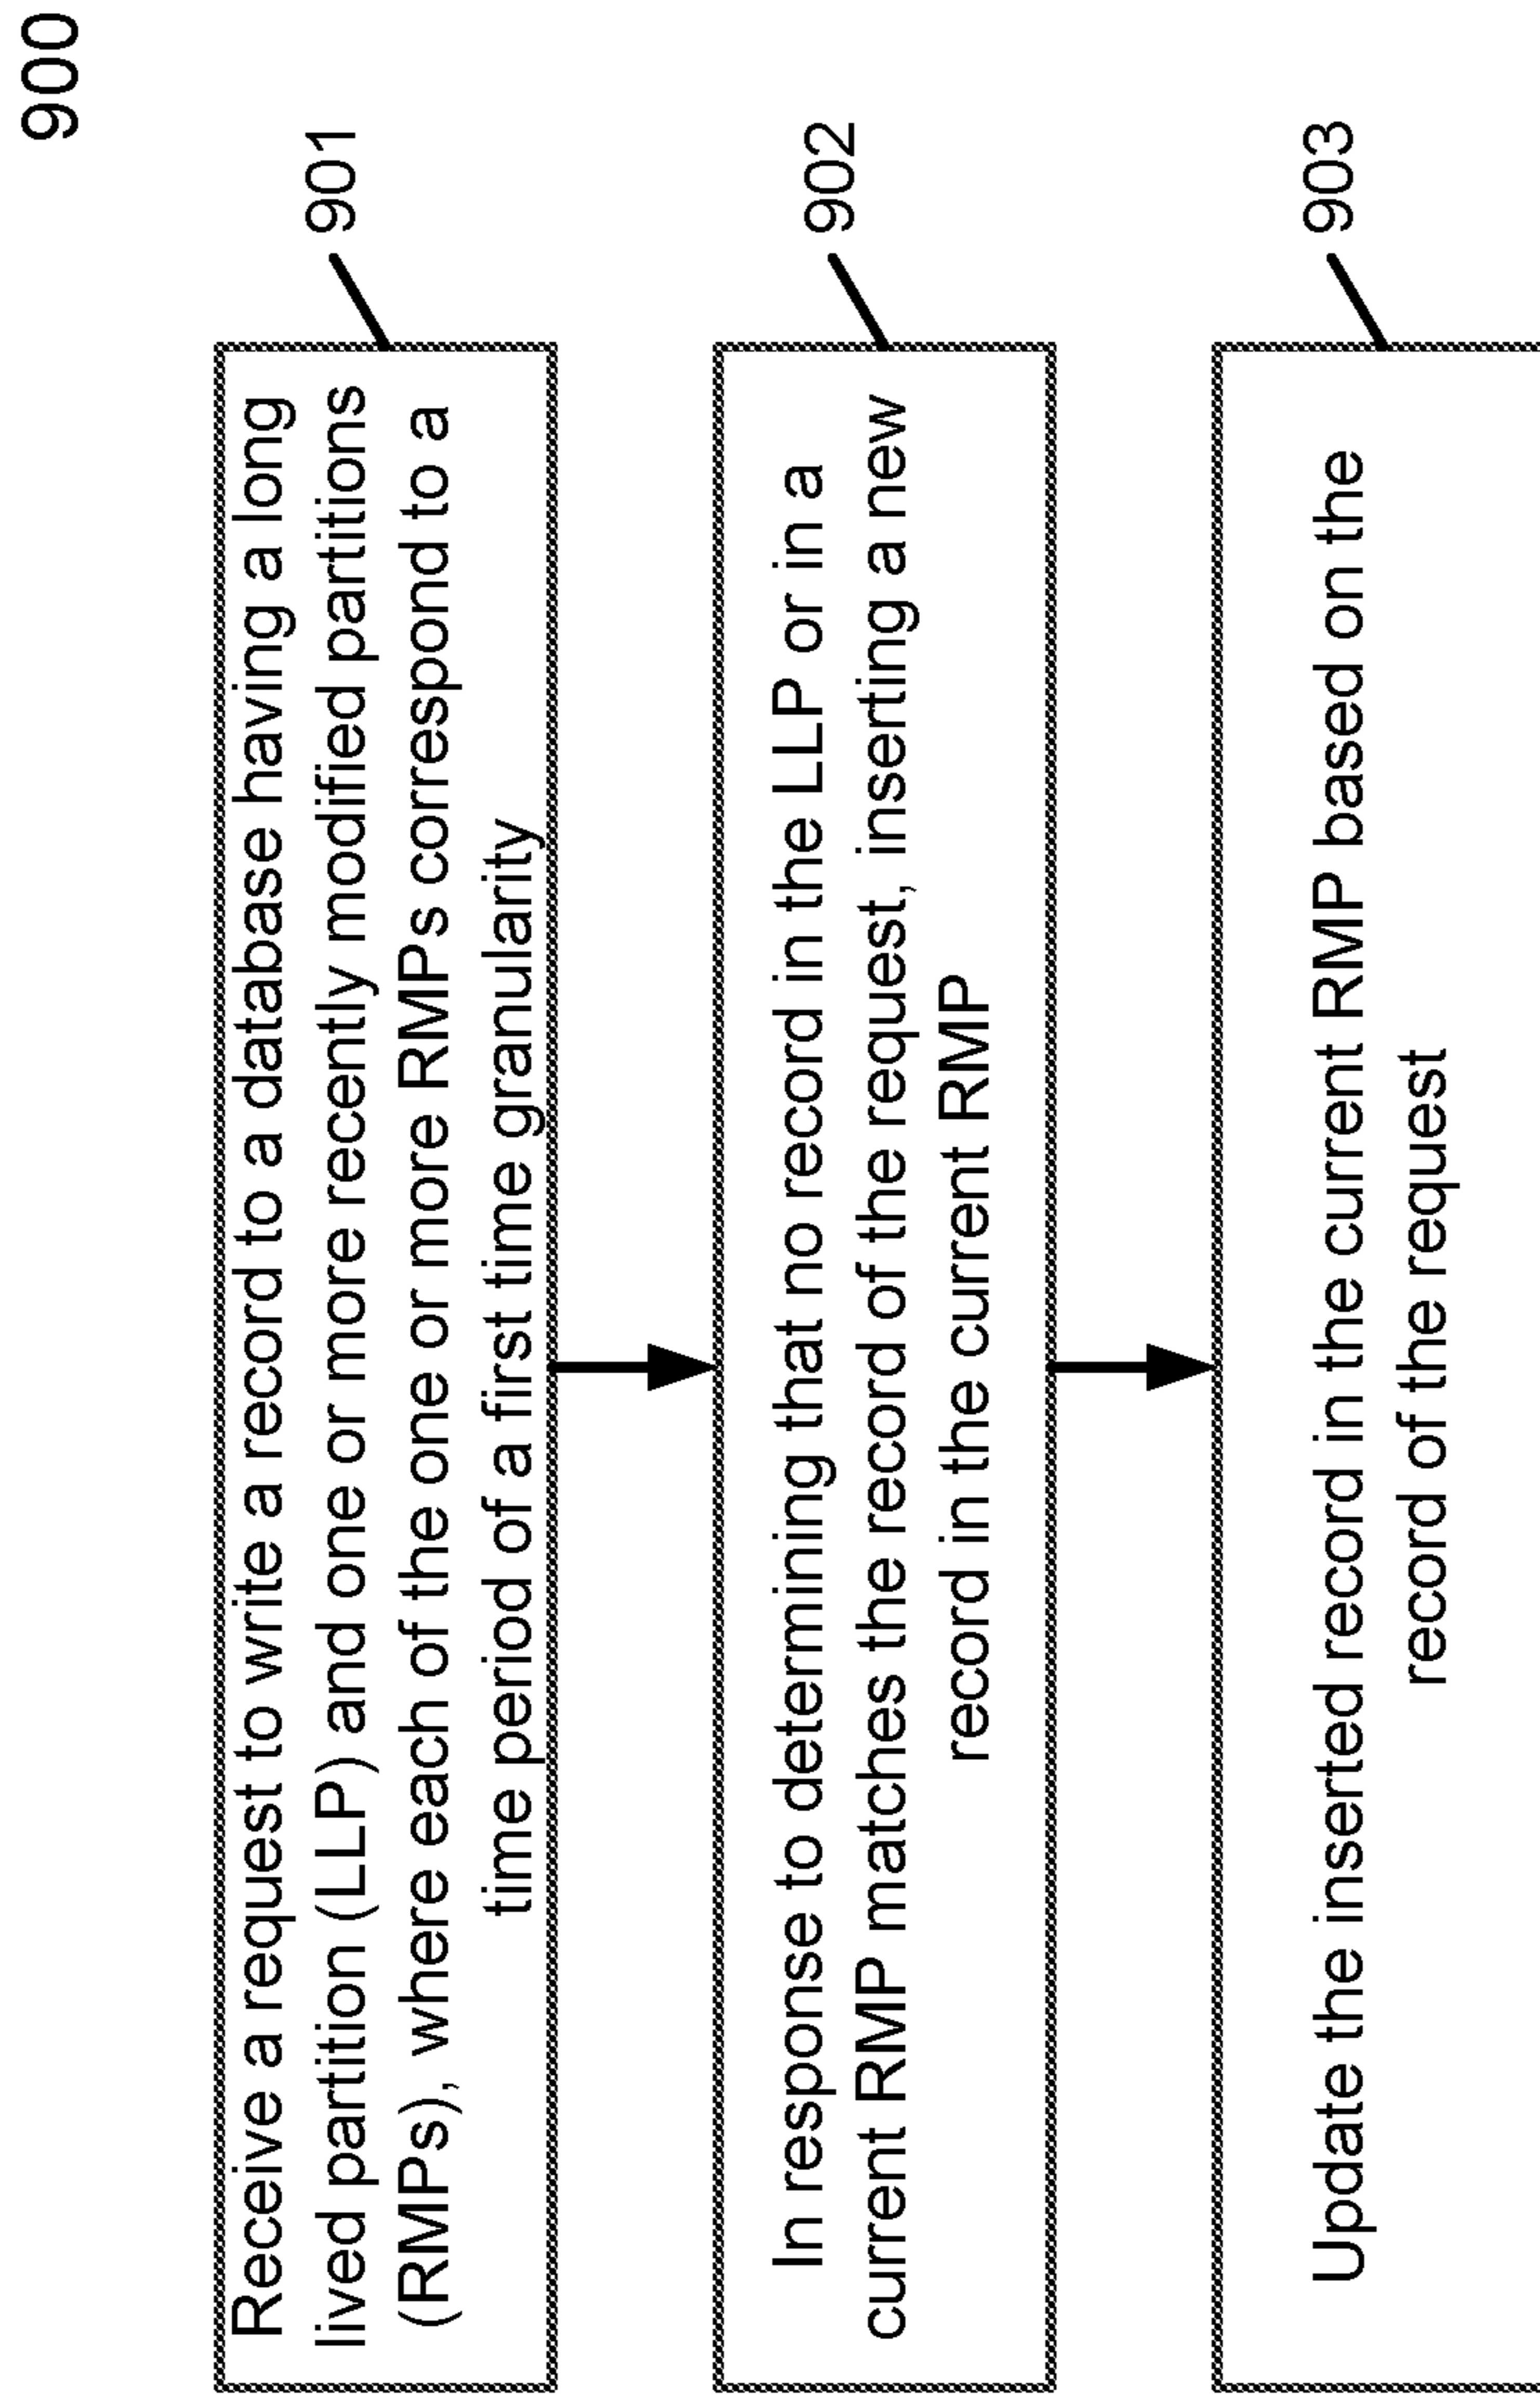 900
Receive a request to write a record to a database having a long
lived partition (LLP) and one or more recently modified partitions
(RMPs), where each of the one or more RMPs correspond to a
time period of a first time granularity
901
In response to determining that no record in the LLP or in a
current RMP matches the record of the request, inserting a new
record in the current RMP
902
Update the inserted record in the current RMP based on the
record of the request
903